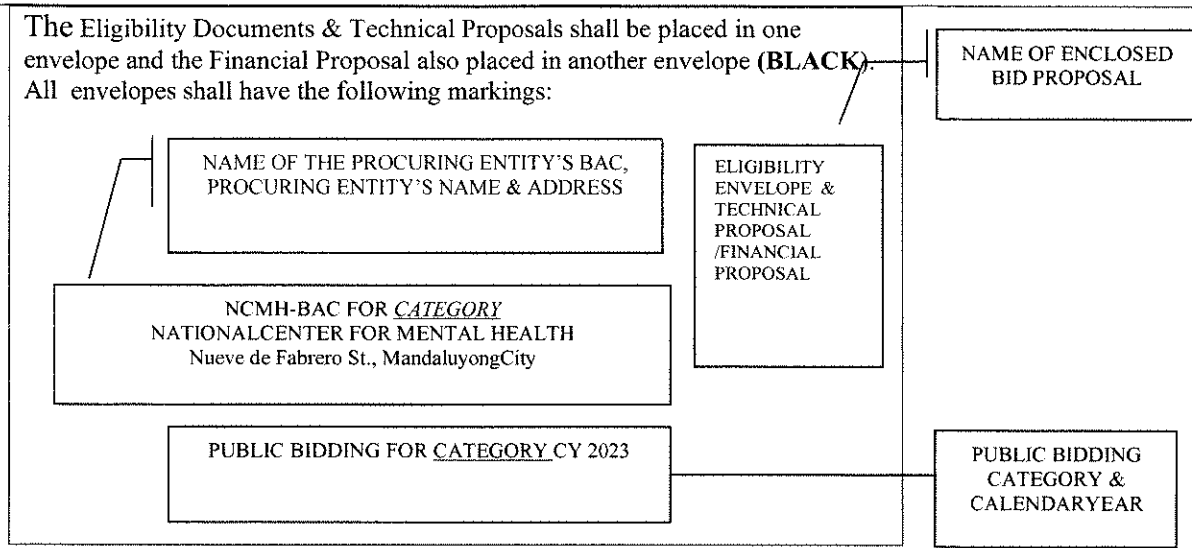 The Eligibility Documents & Technical Proposals shall be placed in one
envelope and the Financial Proposal also placed in another envelope (BLACK).
All envelopes shall have the following markings:
NAME OF ENCLOSED
BID PROPOSAL
NAME OF THE PROCURING ENTITY'S BAC,
PROCURING ENTITY'S NAME & ADDRESS
ELIGIBILITY
ENVELOPE &
TECHNICAL
PROPOSAL
/FINANCIAL
PROPOSAL
NCMH-BAC FOR CATEGORY
NATIONALCENTER FOR MENTAL HEALTH
Nueve de Fabrero St., MandaluyongCity
PUBLIC BIDDING FOR CATEGORY CY 2023
PUBLIC BIDDING
CATEGORY &
CALENDARYEAR